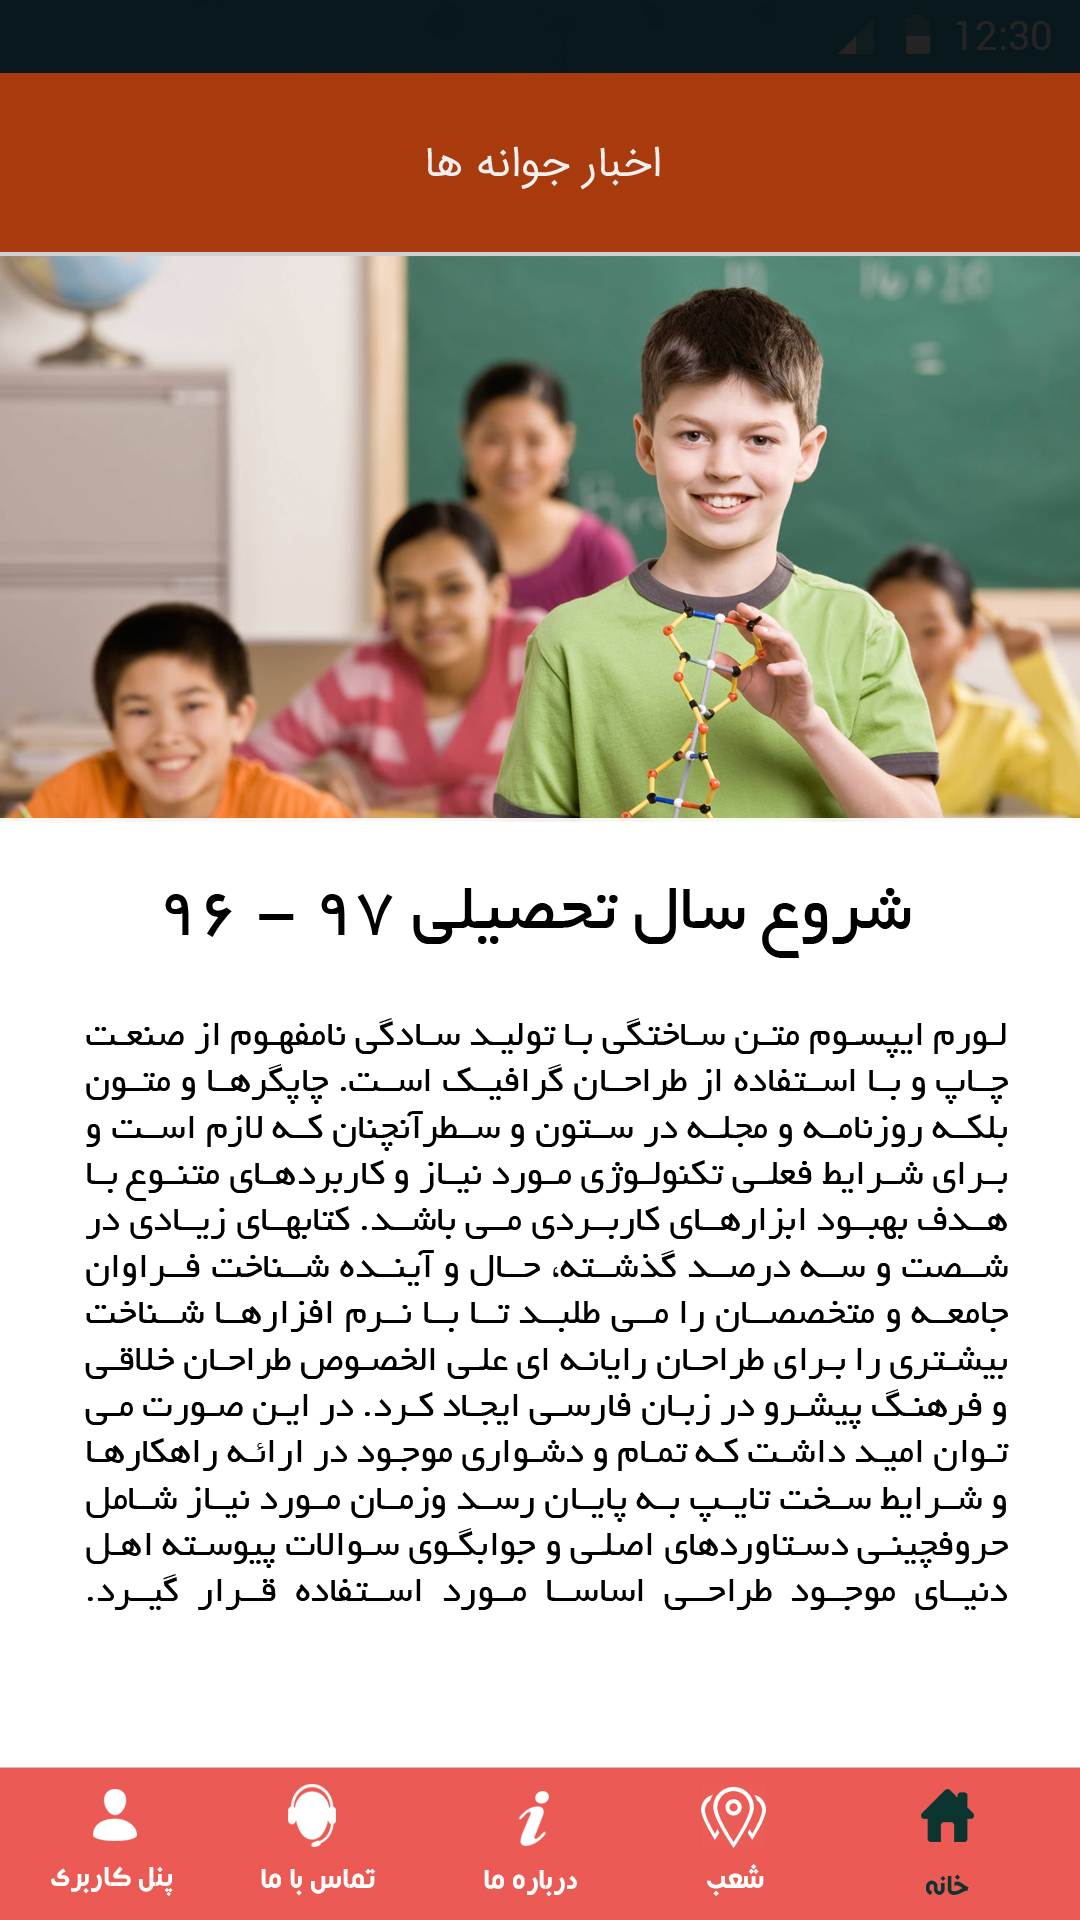 12:30
اخبار جوانه ها
10
16+20
=
شروع سال تحصیلی ۹۷ – ۹۶
لورم ایپسوم متن ساختگی با تولید سادگی نامفهوم از صنعت
چاپ و با استفاده از طراحان گرافیک است. چاپگرها و متون
بلکه روزنامه و مجله در ستون و سطرآنچنان که لازم است و
برای شرایط فعلی تکنولوژی مورد نیاز و کاربردهای متنوع با
هدف بهبود ابزارهای کاربردی می باشد. کتابهای زیادی در
شصت و سه درصد گذشته، حال و آینده شناخت فراوان
جامعه و متخصصان را می طلبد تا با نرم افزارها شناخت
بیشتری را برای طراحان رایانه ای علی الخصوص طراحان خلاقی
و فرهنگ پیشرو در زبان فارسی ایجاد کرد. در این صورت می
توان امید داشت که تمام و دشواری موجود در ارائه راهکارها
و شرایط سخت تایپ به پایان رسد وزمان مورد نیاز شامل
حروفچینی دستاوردهای اصلی و جوابگوی سوالات پیوسته اهل
دنیای موجود طراحی اساسا مورد استفاده قرار گیرد.
خانه
شعب
درباره ما
تماس با ما
پنل کاربری